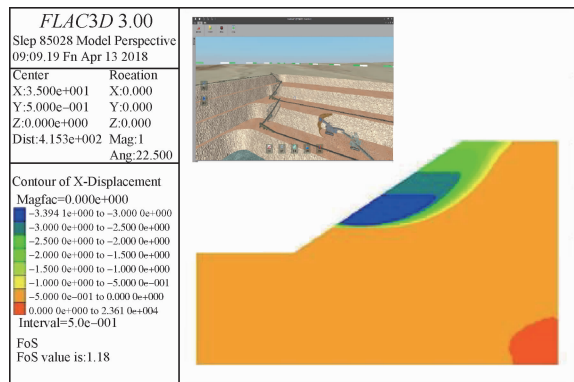 FLAC3D 3.00
Slep 85028 Model Perspective
09:09.19 Fn Apr 13 2018
Center Roeation
X:3.500e+001 X:0.000
Y:5.000e−001 Y:0.000
Z:0.000e+000 Z:0.000
Dist:4.153e+002 Mag:1
Ang:22.500
Contour of X-Displacement
Magfac=0.000e+000
−3.394 1e+000 to −3.000 0e+000
−3.000 0e+000 to −2.500 0e+000
−2.500 0e+000 to −2.000 0e+000
−2.000 0e+000 to −1.500 0e+000
−1.500 0e+000 to −1.000 0e+000
−1.000 0e+000 to −5.000 0e−001
−5.000 0e−001 to 0.000 0e+000
0.000 0e+000 to 2.361 0e+004
Interval=5.0e−001
FoS
FoS value is:1.18